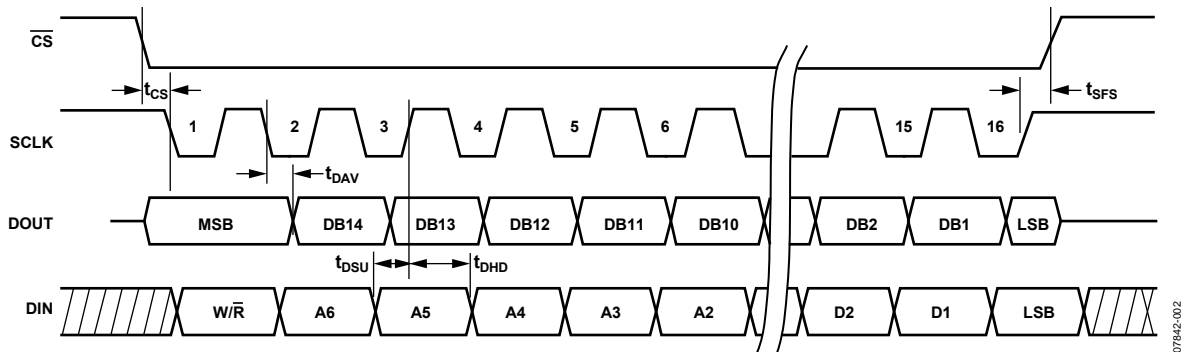 CS
tCS
tSFS
SCLK
1 2 3 4 5 6 15 16
tDAV
DOUT
MSB DB14 DB13 DB12 DB11 DB10 DB2 DB1 LSB
tDSU
tDHD
DIN
W/R A6 A5 A4 A3 A2 D2 D1 LSB
07842-002